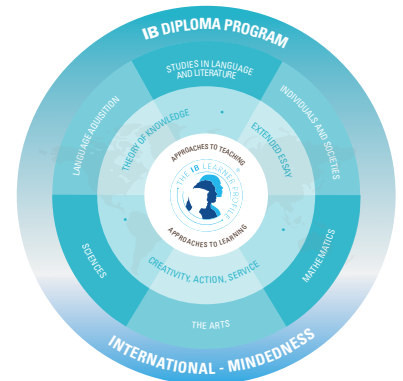 IB DIPLOMA PROGRAM
STUDIES IN LANGUAGE
AND LITERATURE
LANGUAGE AQUISITION
INDIVIDUALS AND SOCIETIES
THEORY OF KNOWLEDGE
EXTENDED ESSAY
APPROACHES TO TEACHING
THE IB LEARNER PROFILE
APPROACHES TO LEARNING
SCIENCES
MATHEMATICS
CREATIVITY, ACTION, SERVICE
THE ARTS
INTERNATIONAL - MINDEDNESS